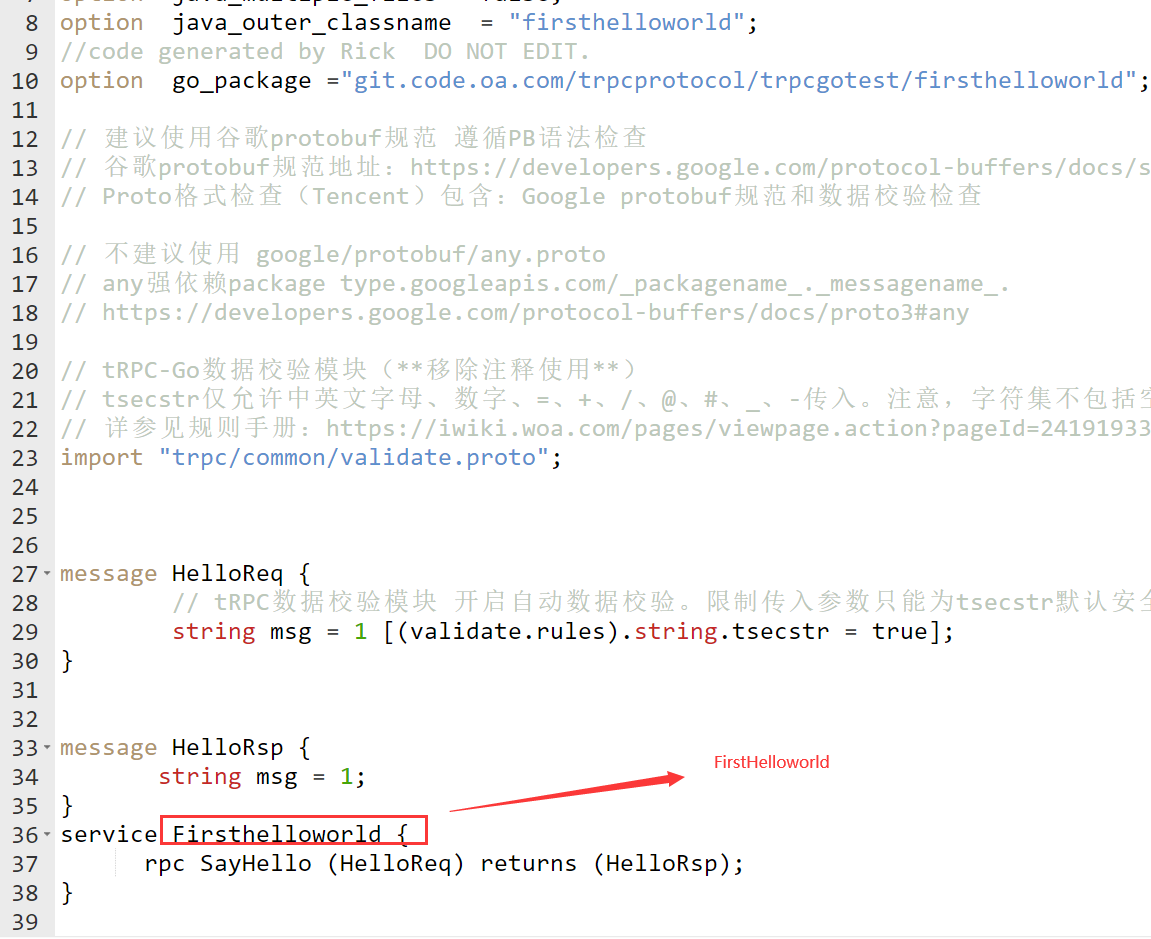 8 option java_outer_classname = "firsthelloworld";
9 //code generated by Rick DO NOT EDIT.
10 option go_package ="git.code.oa.com/trpcprotocol/trpcgotest/firsthelloworld";
11
12 // 建议使用谷歌protobuf规范 遵循PB语法检查
13 // 谷歌protobuf规范地址：https://developers.google.com/protocol-buffers/docs/s
14 // Proto格式检查（Tencent）包含：Google protobuf规范和数据校验检查
15
16 // 不建议使用 google/protobuf/any.proto
17 // any强依赖package type.googleapis.com/_packagename_._messagename_.
18 // https://developers.google.com/protocol-buffers/docs/proto3#any
19
20 // tRPC-Go数据校验模块（**移除注释使用**）
21 // tsecstr仅允许中英文字母、数字、=、+、/、@、#、_、-传入。注意，字符集不包括空
22 // 详参见规则手册：https://iwiki.woa.com/pages/viewpage.action?pageId=24191933
23 import "trpc/common/validate.proto";
24
25
26
27 message HelloReq {
28 // tRPC数据校验模块 开启自动数据校验。限制传入参数只能为tsecstr默认安全
29 string msg = 1 [(validate.rules).string.tsecstr = true];
30 }
31
32
33 message HelloRsp {
34 string msg = 1;
FirstHelloworld
35 }
36 service Firsthelloworld {
37 rpc SayHello (HelloReq) returns (HelloRsp);
38 }
39